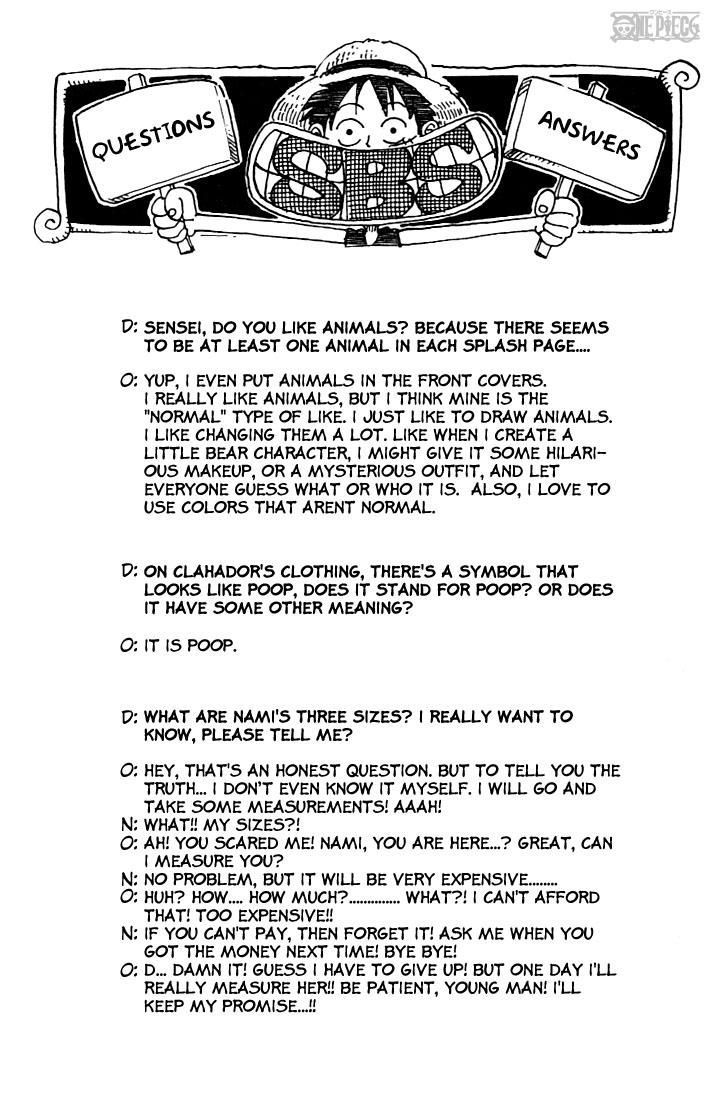 ONE PIECE
QUESTIONS
SBS
ANSWERS
D: SENSEI, DO YOU LIKE ANIMALS? BECAUSE THERE SEEMS
TO BE AT LEAST ONE ANIMAL IN EACH SPLASH PAGE....
O: YUP, I EVEN PUT ANIMALS IN THE FRONT COVERS.
I REALLY LIKE ANIMALS, BUT I THINK MINE IS THE
"NORMAL" TYPE OF LIKE. I JUST LIKE TO DRAW ANIMALS.
I LIKE CHANGING THEM A LOT. LIKE WHEN I CREATE A
LITTLE BEAR CHARACTER, I MIGHT GIVE IT SOME HILARI-
OUS MAKEUP, OR A MYSTERIOUS OUTFIT, AND LET
EVERYONE GUESS WHAT OR WHO IT IS. ALSO, I LOVE TO
USE COLORS THAT ARENT NORMAL.
D: ON CLAHADOR'S CLOTHING, THERE'S A SYMBOL THAT
LOOKS LIKE POOP, DOES IT STAND FOR POOP? OR DOES
IT HAVE SOME OTHER MEANING?
O: IT IS POOP.
D: WHAT ARE NAMI'S THREE SIZES? I REALLY WANT TO
KNOW, PLEASE TELL ME?
O: HEY, THAT'S AN HONEST QUESTION. BUT TO TELL YOU THE
TRUTH... I DON'T EVEN KNOW IT MYSELF. I WILL GO AND
TAKE SOME MEASUREMENTS! AAAH!
N: WHAT!! MY SIZES?!
O: AH! YOU SCARED ME! NAMI, YOU ARE HERE...? GREAT, CAN
I MEASURE YOU?
N: NO PROBLEM, BUT IT WILL BE VERY EXPENSIVE........
O: HUH? HOW.... HOW MUCH?.............. WHAT?! I CAN'T AFFORD
THAT! TOO EXPENSIVE!!
N: IF YOU CAN'T PAY, THEN FORGET IT! ASK ME WHEN YOU
GOT THE MONEY NEXT TIME! BYE BYE!
O: D... DAMN IT! GUESS I HAVE TO GIVE UP! BUT ONE DAY I'LL
REALLY MEASURE HER!! BE PATIENT, YOUNG MAN! I'LL
KEEP MY PROMISE...!!